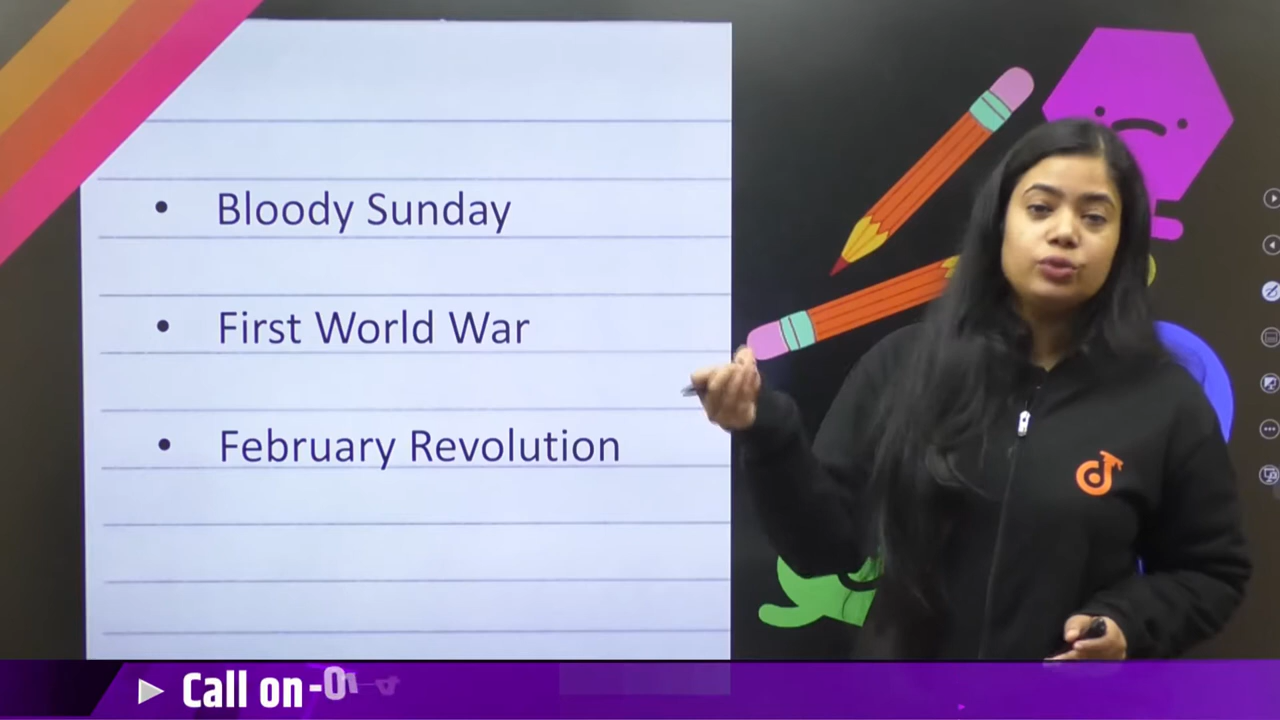 • Bloody Sunday
• First World War
• February Revolution
Call on-